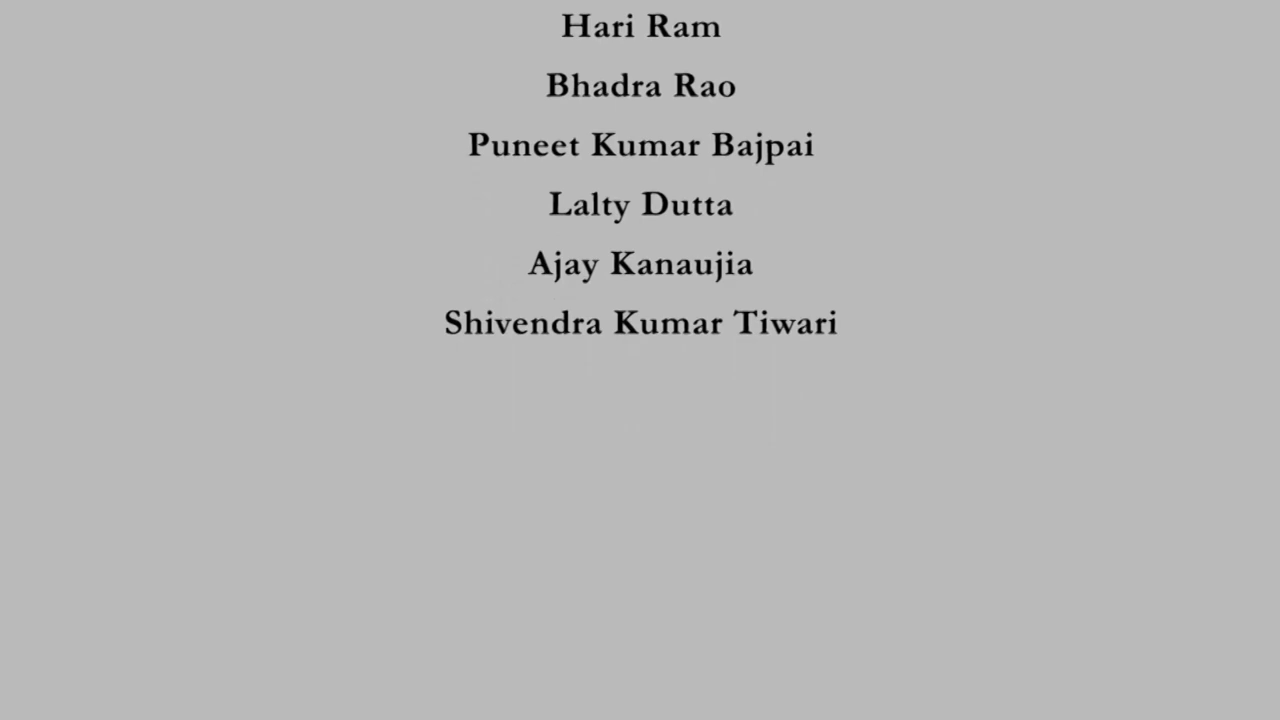 Hari Ram
Bhadra Rao
Puneet Kumar Bajpai
Lalty Dutta
Ajay Kanaujia
Shivendra Kumar Tiwari